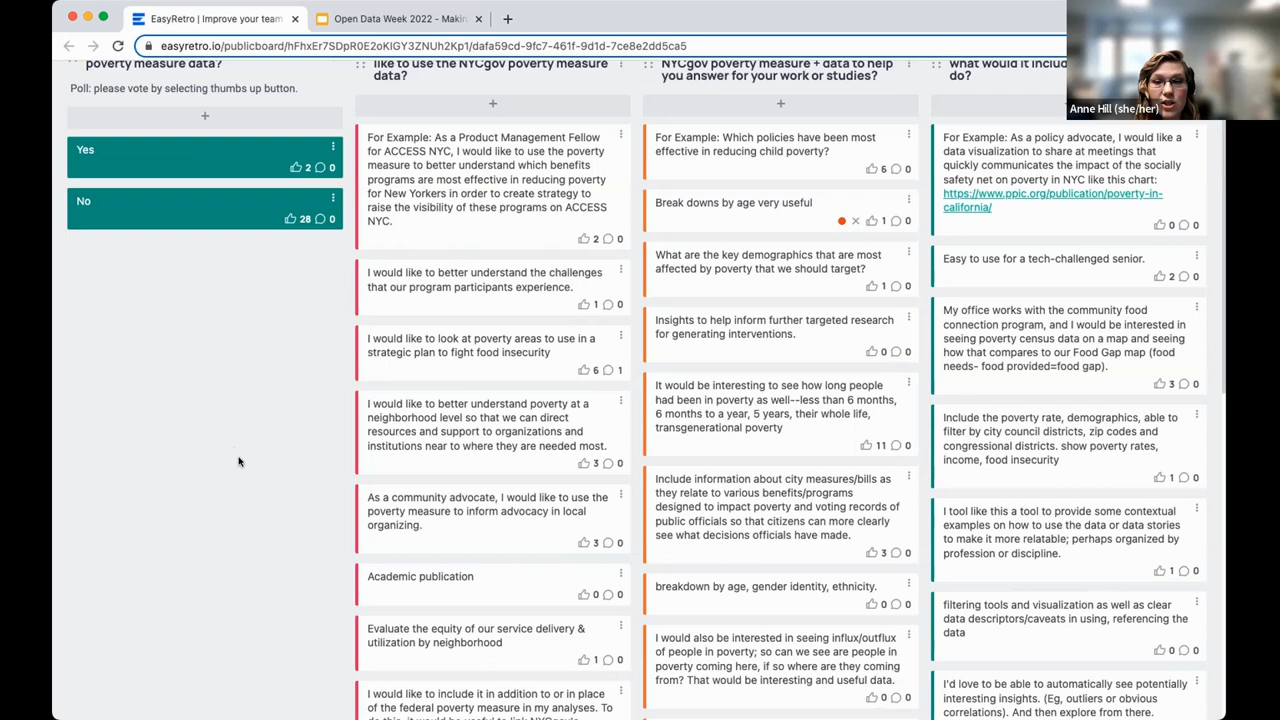 EasyRetro | Improve your team
Open Data Week 2022 - Makin
easyretro.io/publicboard/hFhxEr7SDpR0E2oKIGY3ZNUh2Kp1/dafa59cd-9fc7-461f-9d1d-7ce8e2dd5ca5
Anne Hill (she/her)
poverty measure data?
Poll: please vote by selecting thumbs up button.
+
Yes
2 0
No
28 0
like to use the NYCgov poverty measure
data?
+
For Example: As a Product Management Fellow
for ACCESS NYC, I would like to use the poverty
measure to better understand which benefits
programs are most effective in reducing poverty
for New Yorkers in order to create strategy to
raise the visibility of these programs on ACCESS
NYC.
2 0
I would like to better understand the challenges
that our program participants experience.
1 0
I would like to look at poverty areas to use in a
strategic plan to fight food insecurity
6 1
I would like to better understand poverty at a
neighborhood level so that we can direct
resources and support to organizations and
institutions near to where they are needed most.
3 0
As a community advocate, I would like to use the
poverty measure to inform advocacy in local
organizing.
3 0
Academic publication
0 0
Evaluate the equity of our service delivery &
utilization by neighborhood
1 0
I would like to include it in addition to or in place
of the federal poverty measure in my analyses. To
NYCgov poverty measure + data to help
you answer for your work or studies?
+
For Example: Which policies have been most
effective in reducing child poverty?
6 0
Break downs by age very useful
1 0
What are the key demographics that are most
affected by poverty that we should target?
1 0
Insights to help inform further targeted research
for generating interventions.
0 0
It would be interesting to see how long people
had been in poverty as well--less than 6 months,
6 months to a year, 5 years, their whole life,
transgenerational poverty
11 0
Include information about city measures/bills as
they relate to various benefits/programs
designed to impact poverty and voting records of
public officials so that citizens can more clearly
see what decisions officials have made.
3 0
breakdown by age, gender identity, ethnicity.
0 0
I would also be interested in seeing influx/outflux
of people in poverty; so can we see are people in
poverty coming here, if so where are they coming
from? That would be interesting and useful data.
0 0
what would it includ
do?
For Example: As a policy advocate, I would like a
data visualization to share at meetings that
quickly communicates the impact of the socially
safety net on poverty in NYC like this chart:
https://www.ppic.org/publication/poverty-in-
california/
0 0
Easy to use for a tech-challenged senior.
2 0
My office works with the community food
connection program, and I would be interested in
seeing poverty census data on a map and seeing
how that compares to our Food Gap map (food
needs- food provided=food gap).
3 0
Include the poverty rate, demographics, able to
filter by city council districts, zip codes and
congressional districts. show poverty rates,
income, food insecurity
1 0
I tool like this a tool to provide some contextual
examples on how to use the data or data stories
to make it more relatable; perhaps organized by
profession or discipline.
1 0
filtering tools and visualization as well as clear
data descriptors/caveats in using, referencing the
data
0 0
I'd love to be able to automatically see potentially
interesting insights. (Eg, outliers or obvious
correlations). And then explore from there.